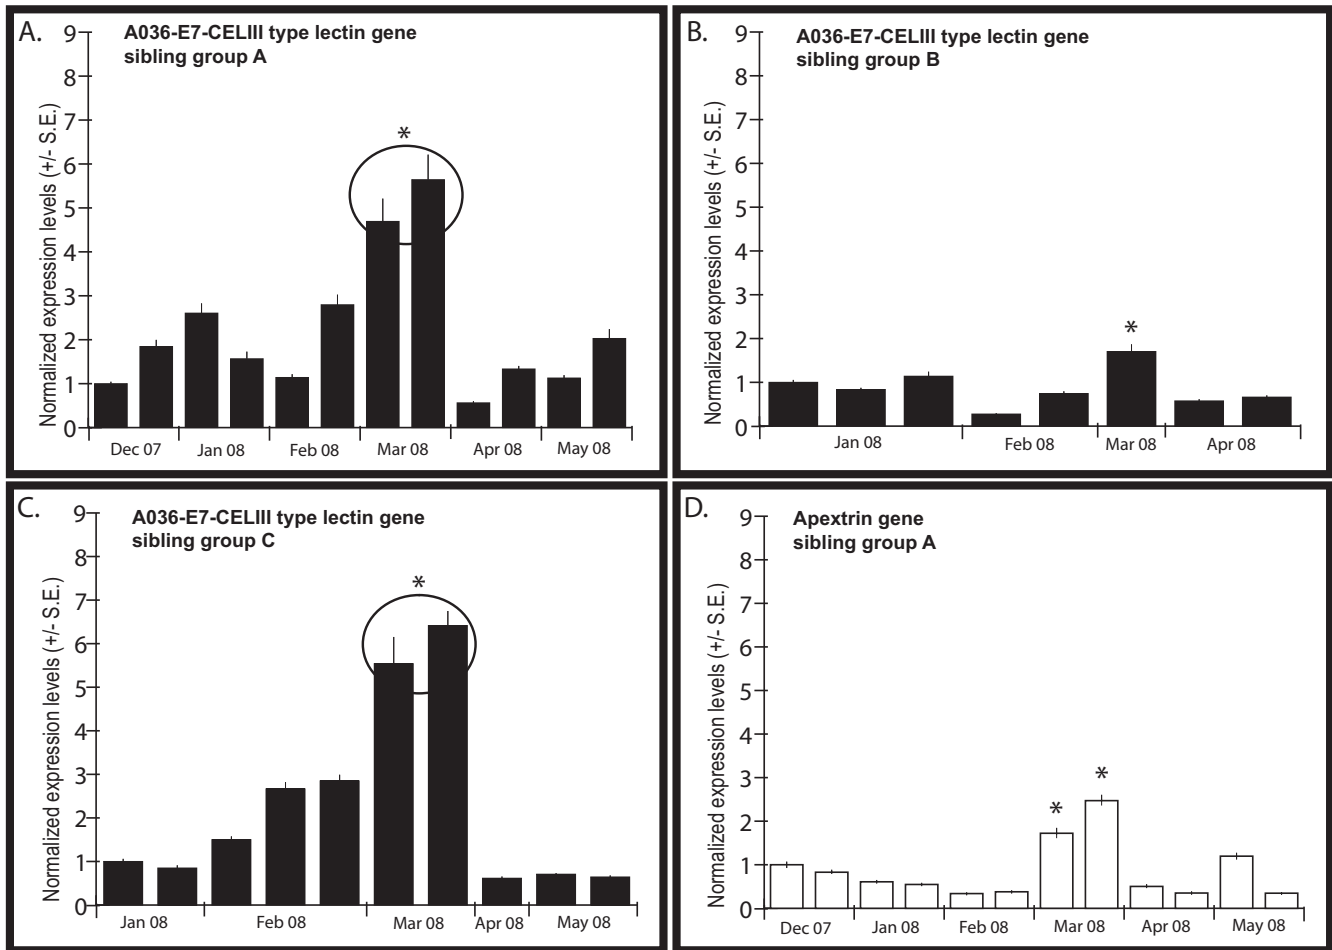 A.
A036-E7-CELIII type lectin gene
sibling group A
Normalized expression levels (+/- S.E.)
9
8
7
6
5
4
3
2
1
0
*
Dec 07 Jan 08 Feb 08 Mar 08 Apr 08 May 08
B.
A036-E7-CELIII type lectin gene
sibling group B
Normalized expression levels (+/- S.E.)
9
8
7
6
5
4
3
2
1
0
*
Jan 08 Feb 08 Mar 08 Apr 08
C.
A036-E7-CELIII type lectin gene
sibling group C
Normalized expression levels (+/- S.E.)
9
8
7
6
5
4
3
2
1
0
*
Jan 08 Feb 08 Mar 08 Apr 08 May 08
D.
Apextrin gene
sibling group A
Normalized expression levels (+/- S.E.)
9
8
7
6
5
4
3
2
1
0
* *
Dec 07 Jan 08 Feb 08 Mar 08 Apr 08 May 08